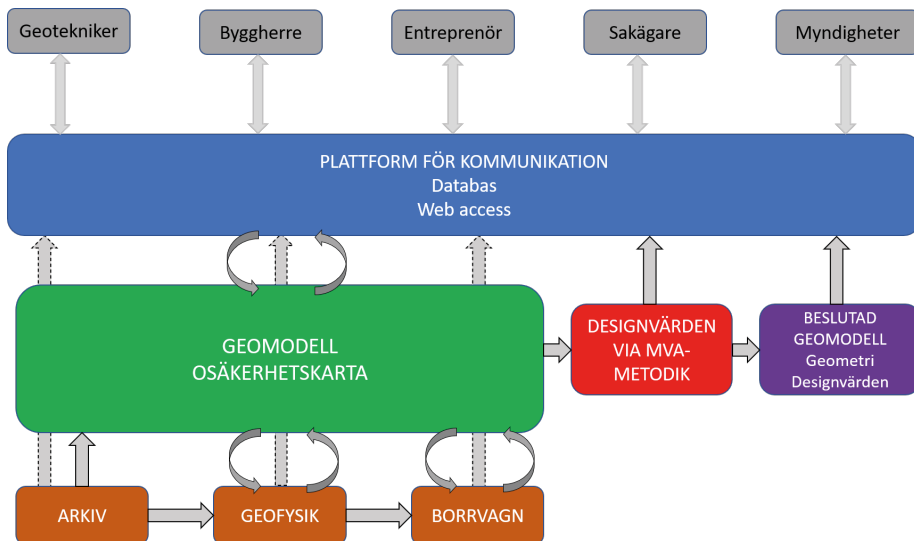 Geotekniker
Byggherre
Entreprenör
Sakägare
Myndigheter
PLATTFORM FÖR KOMMUNIKATION
Databas
Web access
GEOMODELL
OSÄKERHETSKARTA
DESIGNVÄRDEN
VIA MVA-
METODIK
BESLUTAD
GEOMODELL
Geometri
Designvärden
ARKIV
GEOFYSIK
BORRVAGN